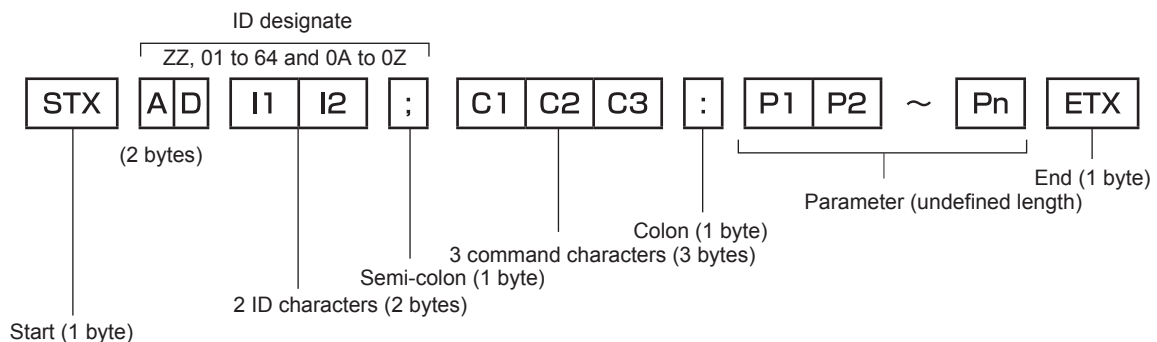 ID designate
ZZ, 01 to 64 and 0A to 0Z
STX A D I1 I2 ; C1 C2 C3 : P1 P2 ~ Pn ETX
(2 bytes)
End (1 byte)
Parameter (undefined length)
Colon (1 byte)
3 command characters (3 bytes)
Semi-colon (1 byte)
2 ID characters (2 bytes)
Start (1 byte)